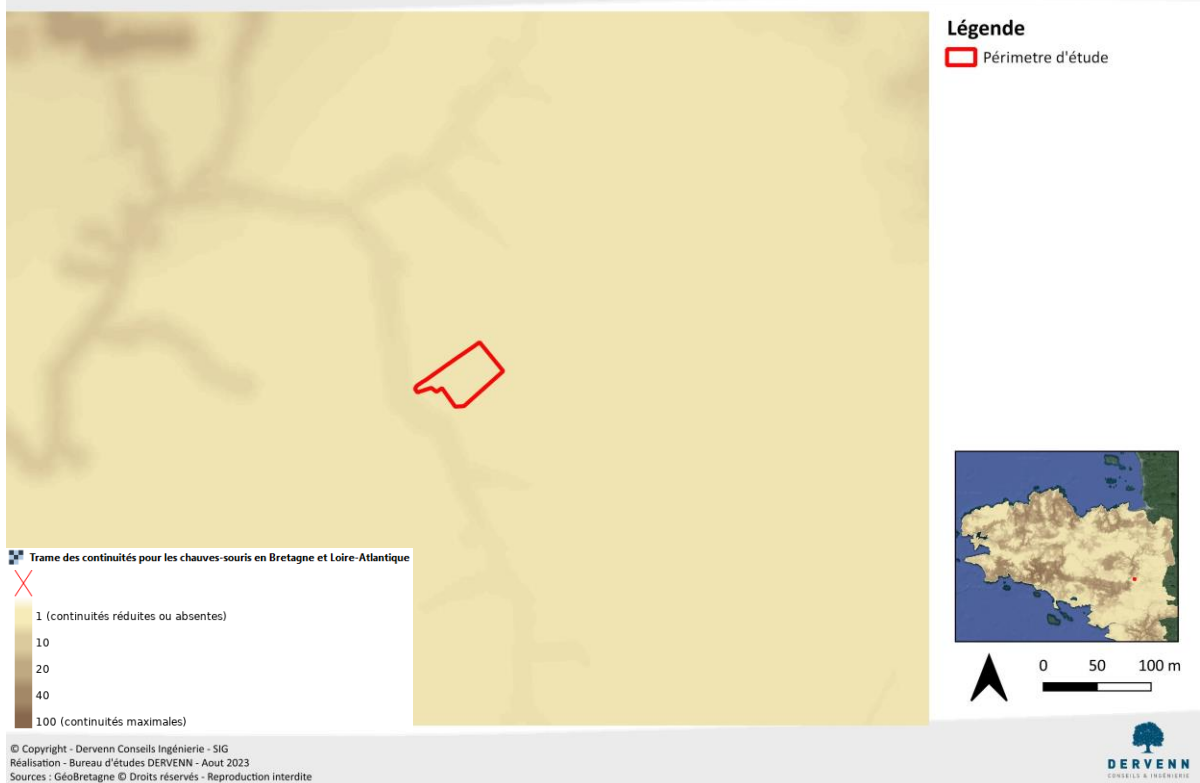 Légende
Périmetre d'étude
Trame des continuités pour les chauves-souris en Bretagne et Loire-Atlantique
1 (continuités réduites ou absentes)
10
20
40
100 (continuités maximales)
0 50 100 m
© Copyright - Dervenn Conseils Ingénierie - SIG
Réalisation - Bureau d'études DERVENN - Aout 2023
Sources : GéoBretagne © Droits réservés - Reproduction interdite
DERVENN
CONSEILS & INGÉNIERIE